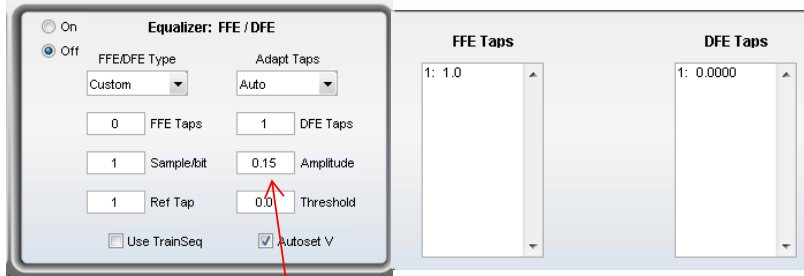 On Equalizer: FFE / DFE
Off
FFE/DFE Type Adapt Taps
Custom Auto
0 FFE Taps 1 DFE Taps
1 Sample/bit 0.15 Amplitude
1 Ref Tap 0.0 Threshold
Use TrainSeq Autoset V
FFE Taps DFE Taps
1: 1.0 1: 0.0000